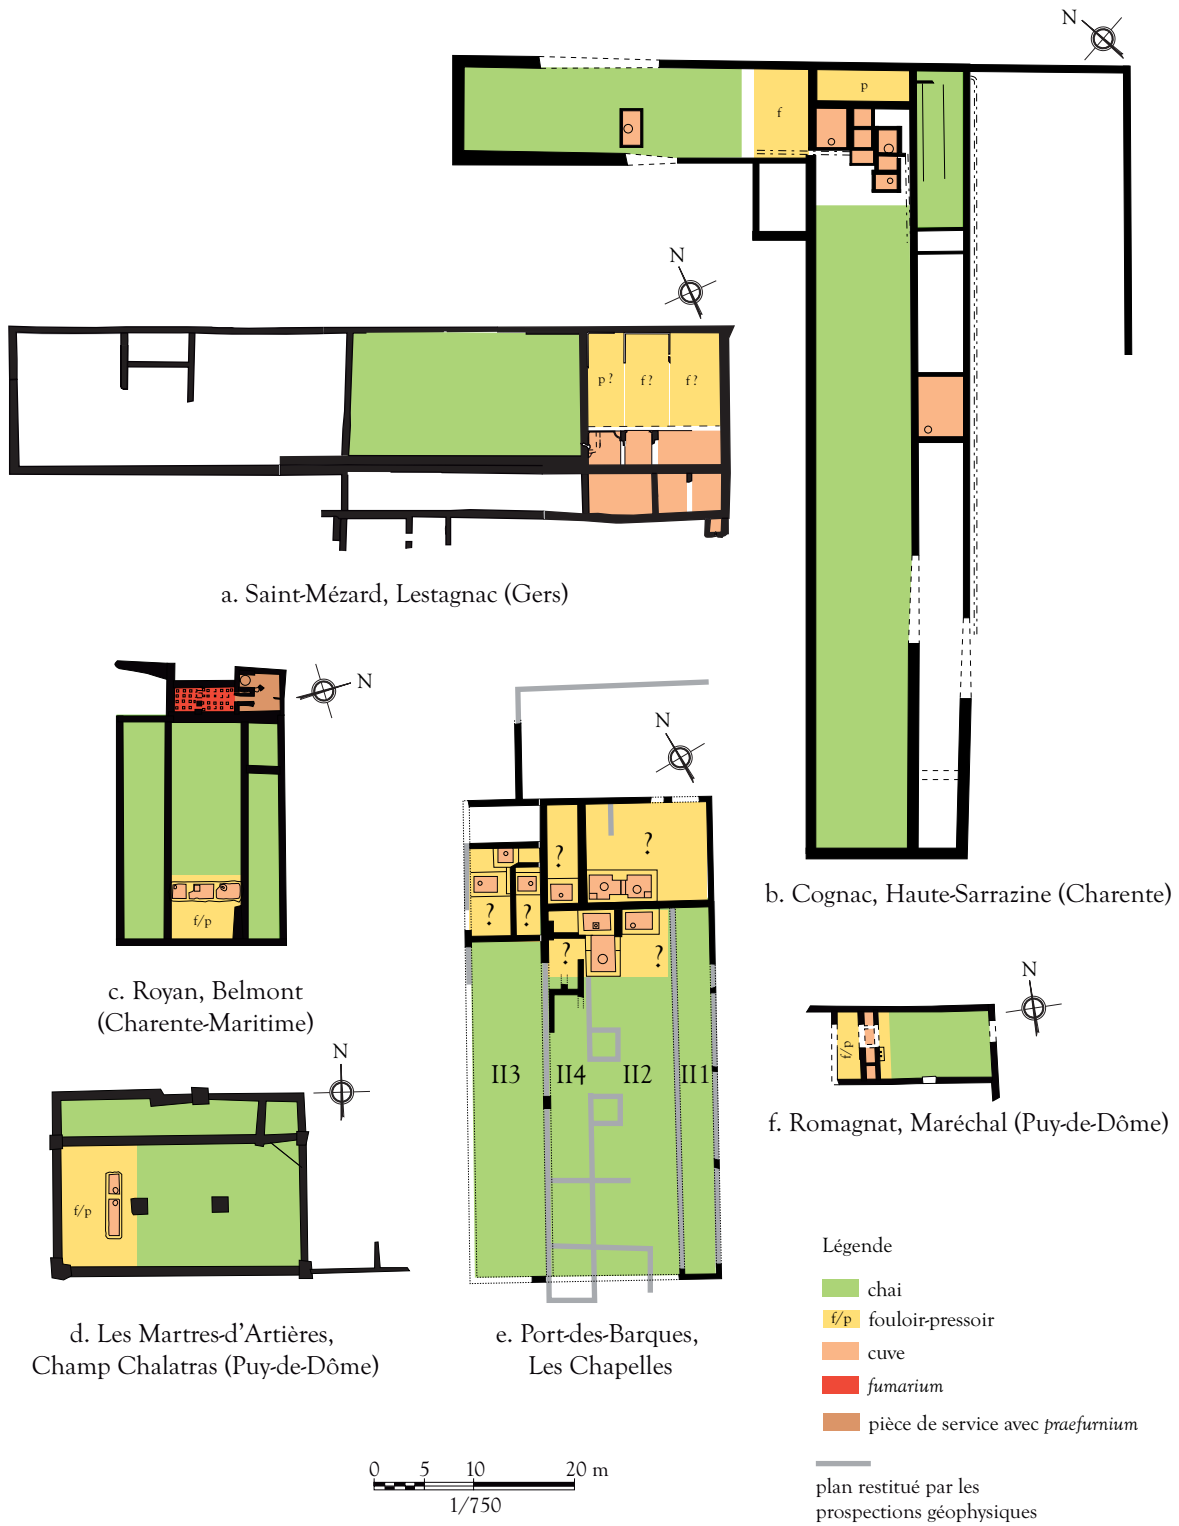 N
f
p
N
p ?
f ?
f ?
a. Saint-Mézard, Lestagnac (Gers)
b. Cognac, Haute-Sarrazine (Charente)
N
f/p
c. Royan, Belmont
(Charente-Maritime)
N
?
?
?
?
?
?
II3
II4
II2
II1
e. Port-des-Barques,
Les Chapelles
N
f/p
f. Romagnat, Maréchal (Puy-de-Dôme)
N
f/p
d. Les Martres-d'Artières,
Champ Chalatras (Puy-de-Dôme)
Légende
chai
f/p fouloir-pressoir
cuve
fumarium
pièce de service avec praefurnium
plan restitué par les
prospections géophysiques
0 5 10 20 m
1/750